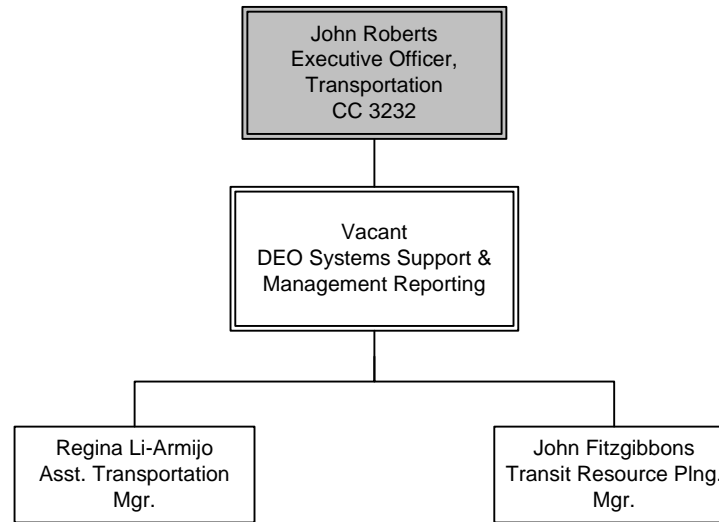 John Roberts
Executive Officer,
Transportation
CC 3232
Vacant
DEO Systems Support &
Management Reporting
Regina Li-Armijo
Asst. Transportation
Mgr.
John Fitzgibbons
Transit Resource Plng.
Mgr.